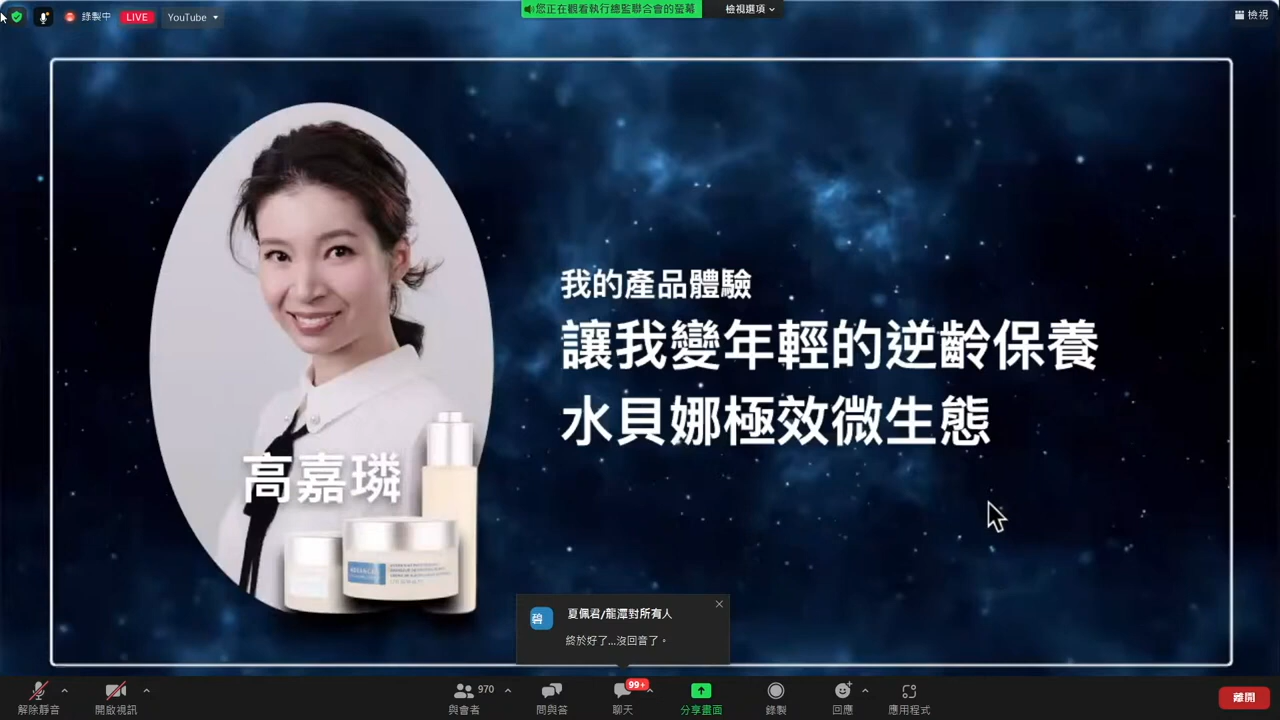 錄製中
LIVE
YouTube
您正在觀看執行總監聯合會的螢幕
檢視選項
檢視
我的產品體驗
讓我變年輕的逆齡保養
水貝娜極效微生態
高嘉璘
碧
夏佩君/龍潭對所有人
終於好了...沒回音了。
解除靜音
開啟視訊
970
與會者
問與答
99+
聊天
分享畫面
錄製
回應
應用程式
離開